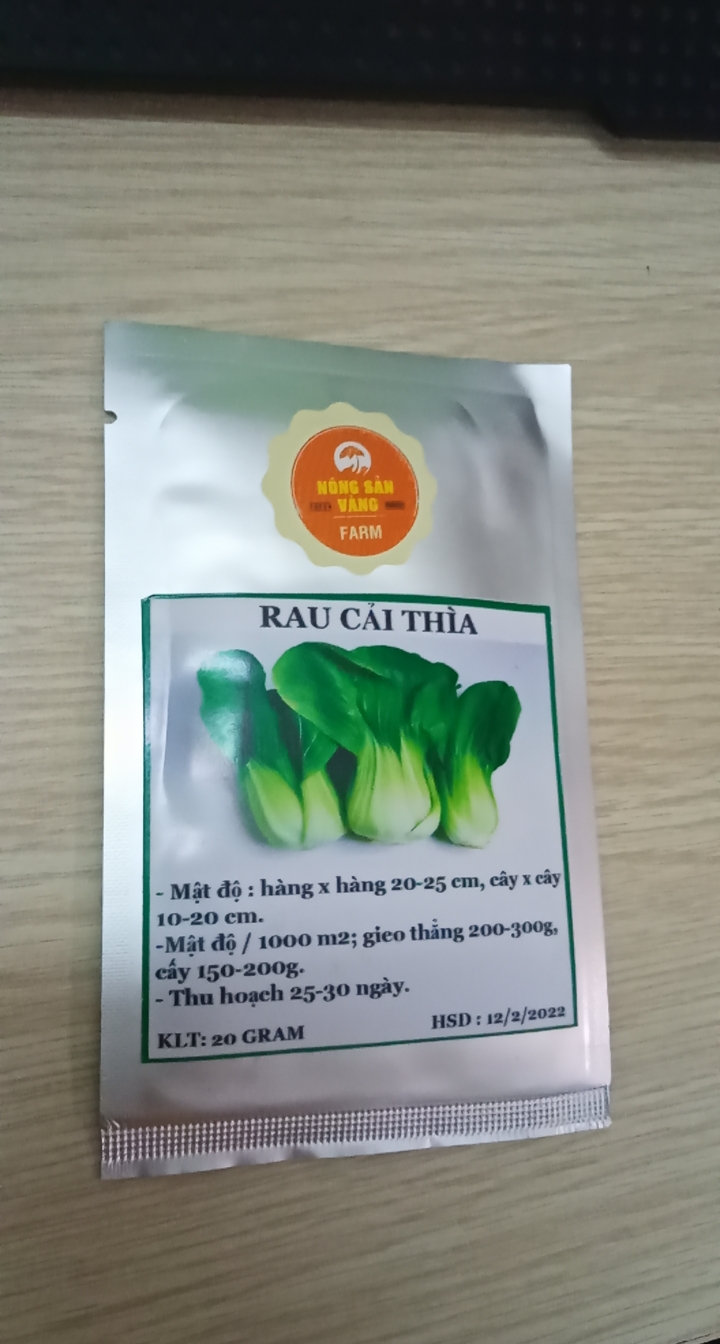 NÔNG SẢN
VÀNG
FARM
RAU CẢI THÌA
- Mật độ : hàng x hàng 20-25 cm, cây x cây
10-20 cm.
-Mật độ / 1000 m2; gieo thẳng 200-300g,
cấy 150-200g.
- Thu hoạch 25-30 ngày.
KLT: 20 GRAM
HSD : 12/2/2022